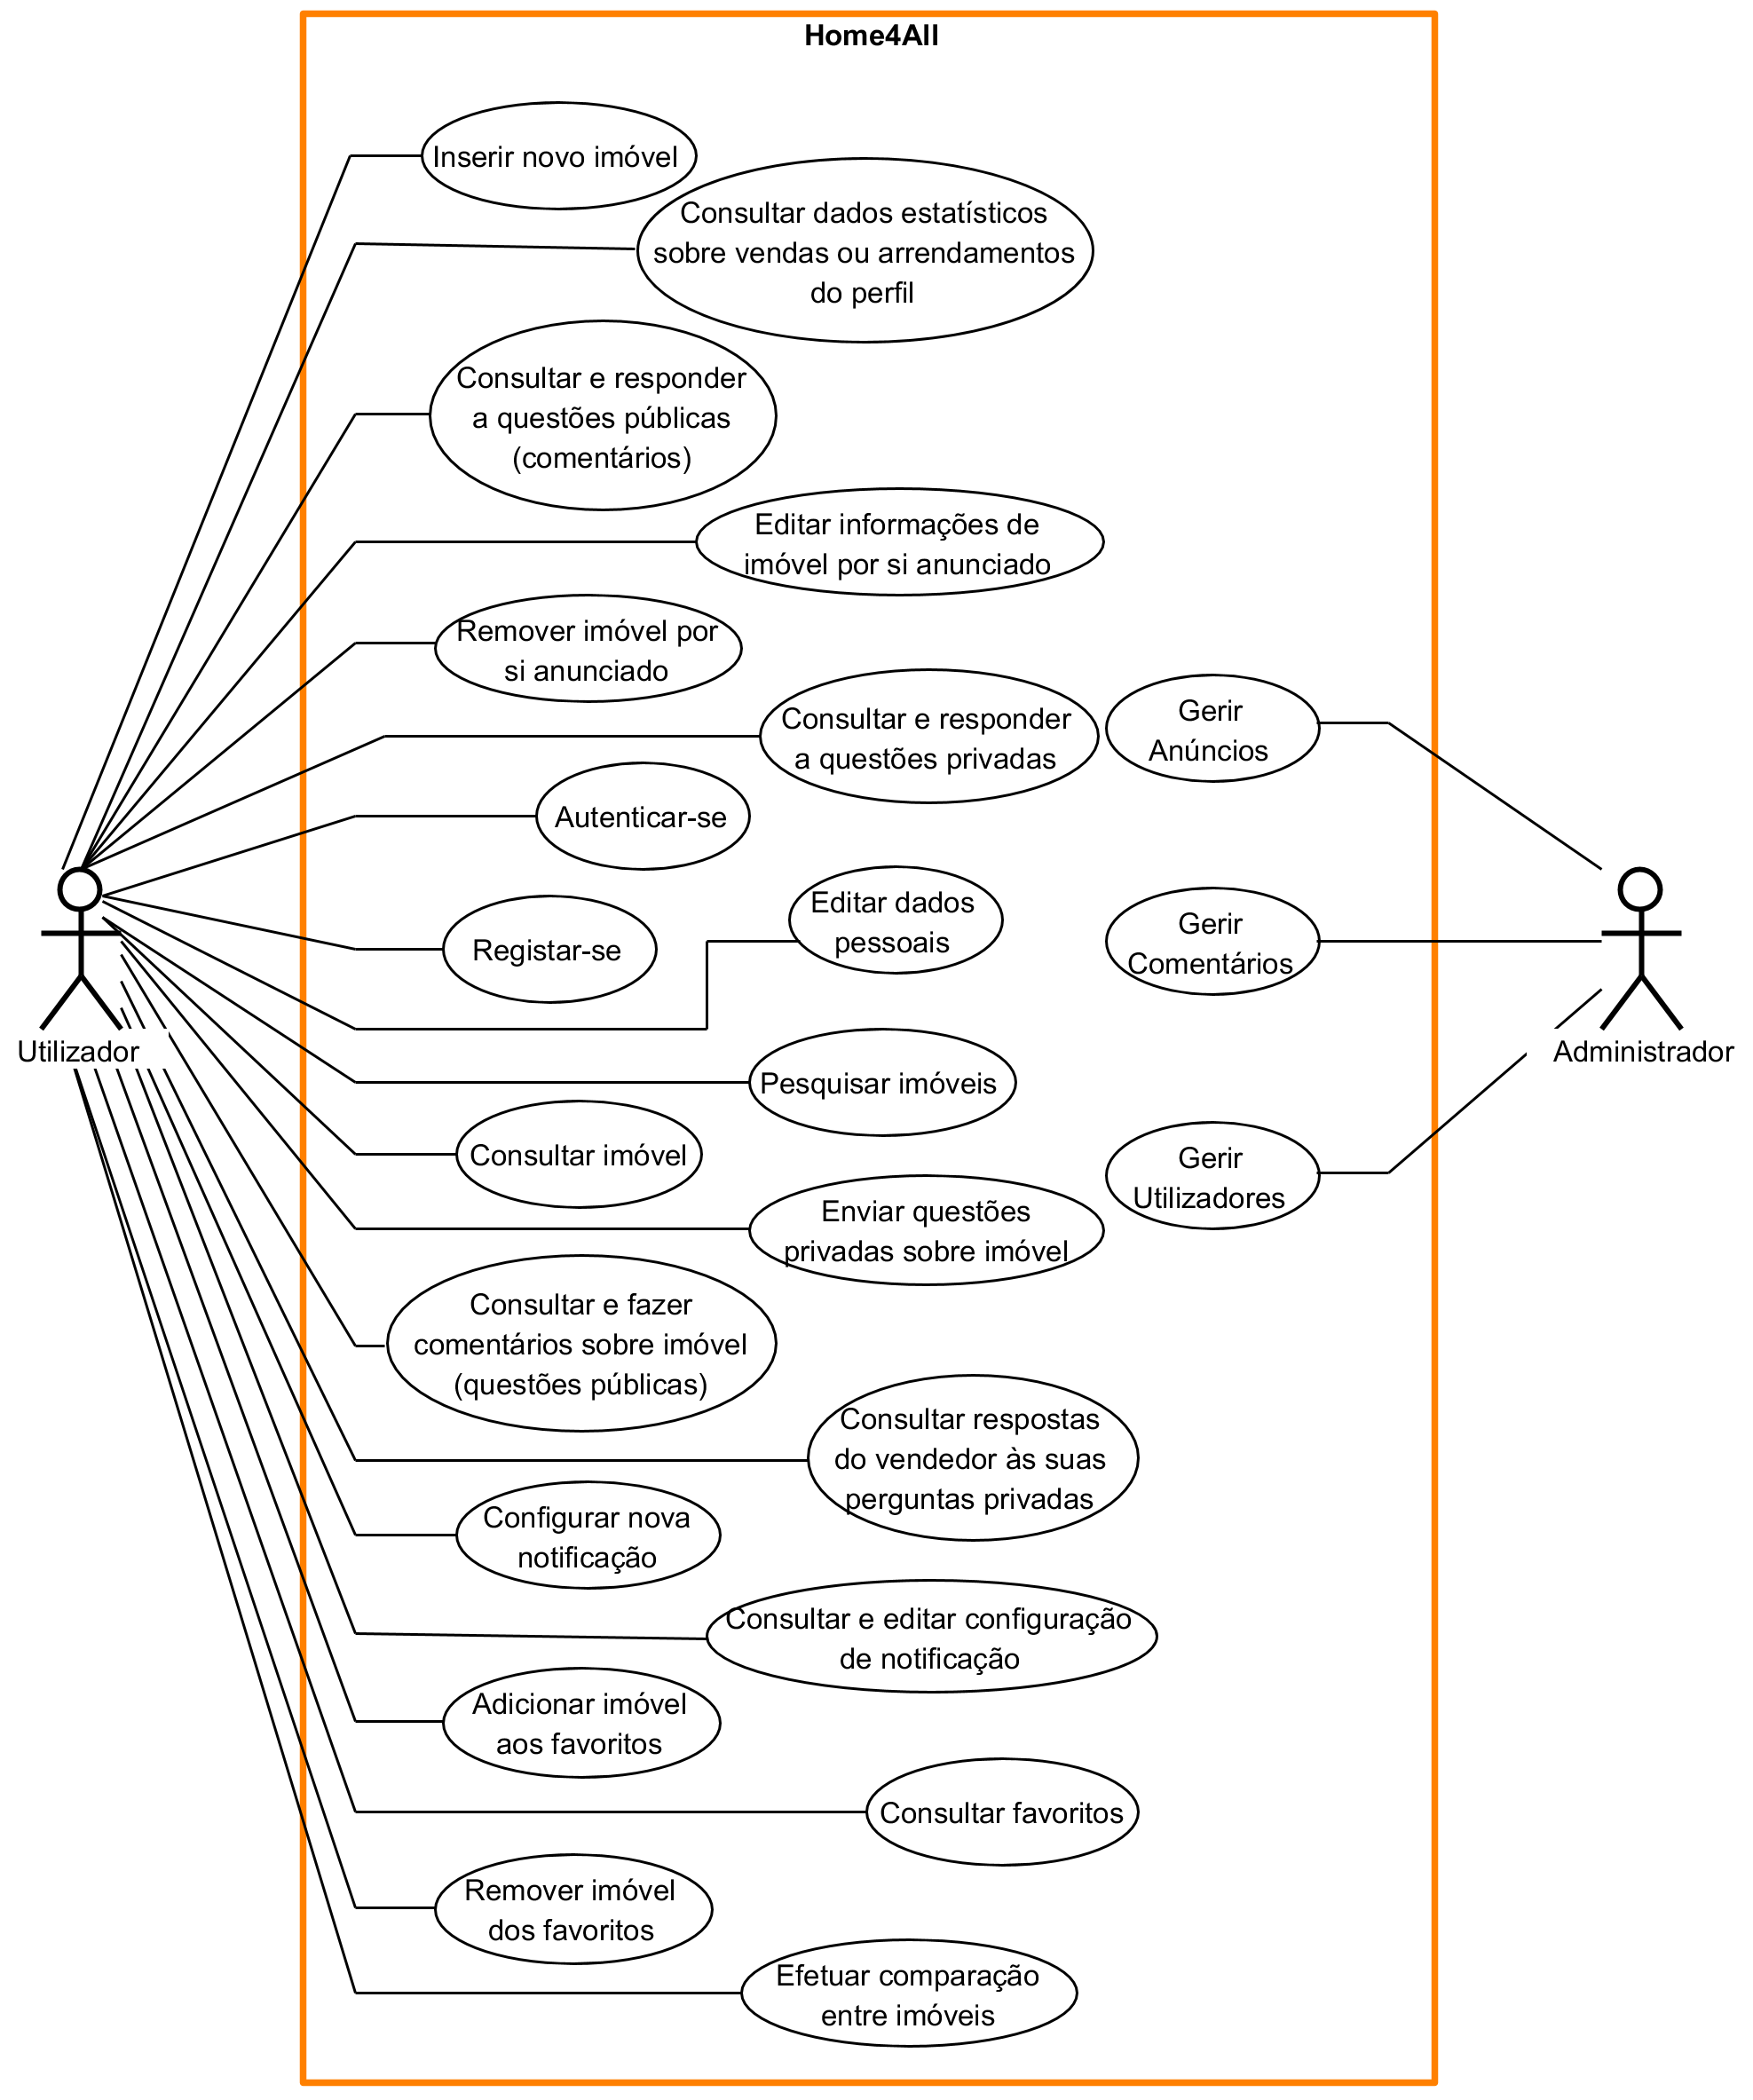 Home4All
Inserir novo imóvel
Consultar dados estatísticos
sobre vendas ou arrendamentos
do perfil
Consultar e responder
a questões públicas
(comentários)
Editar informações de
imóvel por si anunciado
Remover imóvel por
si anunciado
Consultar e responder
a questões privadas
Gerir
Anúncios
Autenticar-se
Editar dados
pessoais
Gerir
Comentários
Registar-se
Utilizador
Administrador
Pesquisar imóveis
Consultar imóvel
Gerir
Utilizadores
Enviar questões
privadas sobre imóvel
Consultar e fazer
comentários sobre imóvel
(questões públicas)
Consultar respostas
do vendedor às suas
perguntas privadas
Configurar nova
notificação
Consultar e editar configuração
de notificação
Adicionar imóvel
aos favoritos
Consultar favoritos
Remover imóvel
dos favoritos
Efetuar comparação
entre imóveis